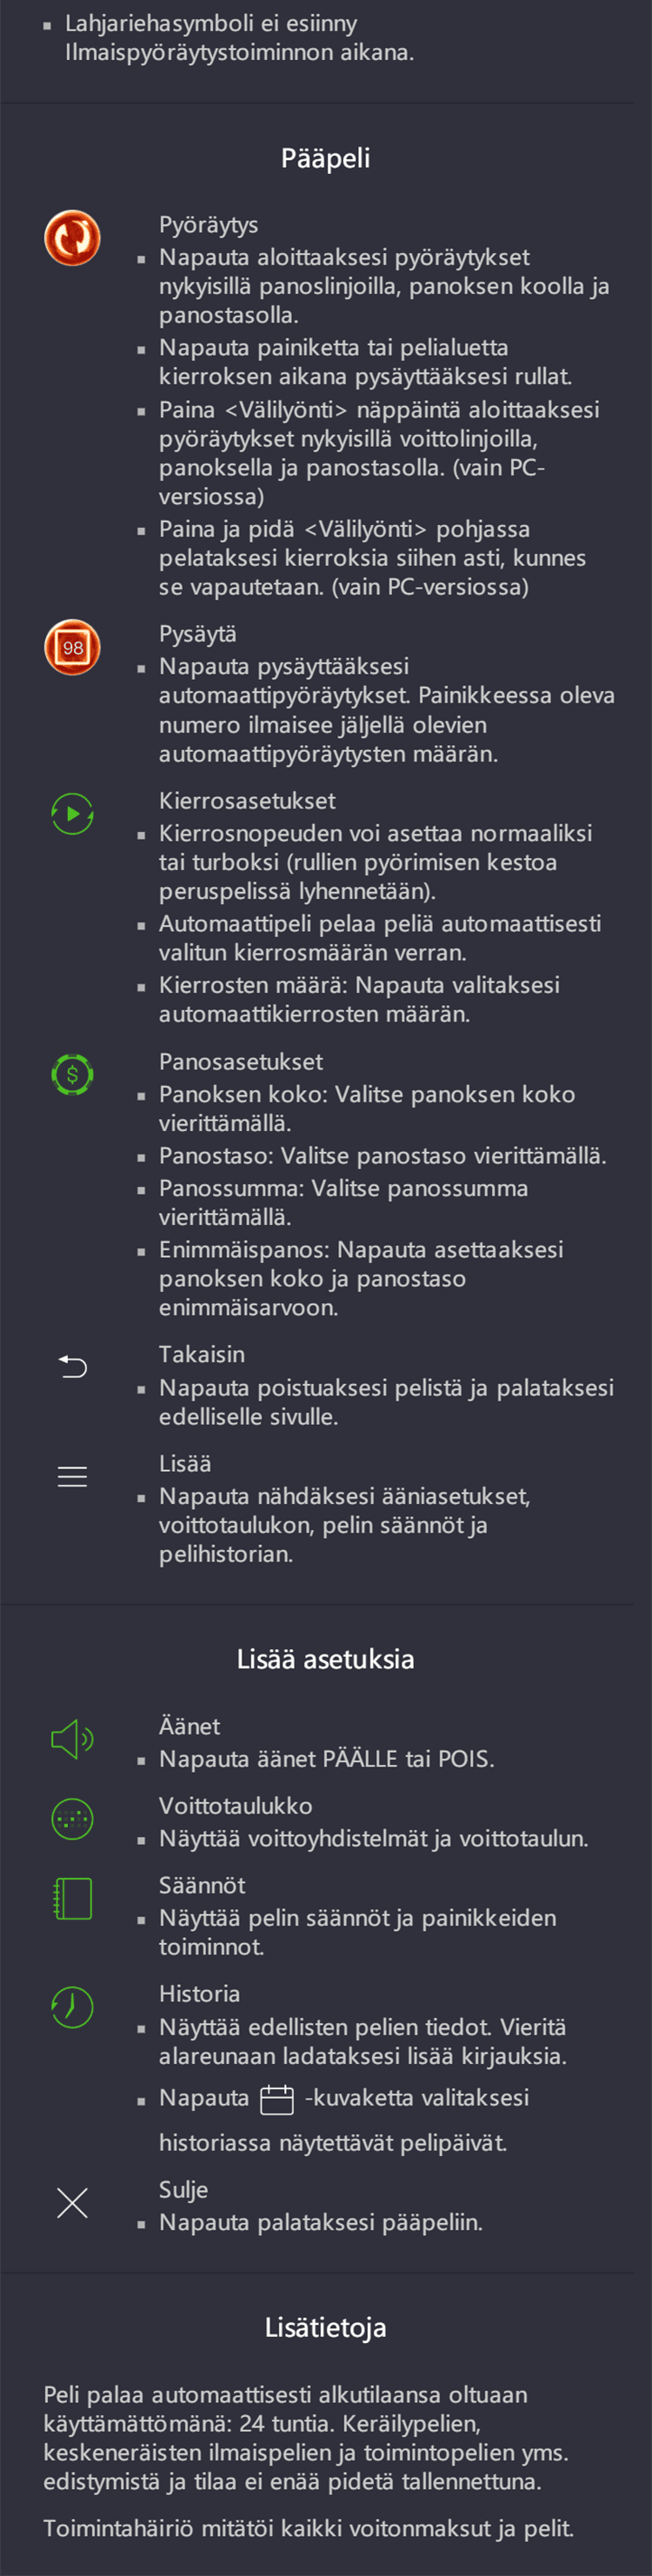 ▪ Lahjariehasymboli ei esiinny
Ilmaispyöräytystoiminnon aikana.
Pääpeli
Pyöräytys
▪ Napauta aloittaaksesi pyöräytykset
nykyisillä panoslinjoilla, panoksen koolla ja
panostasolla.
▪ Napauta painiketta tai pelialuetta
kierroksen aikana pysäyttääksesi rullat.
▪ Paina <Välilyönti> näppäintä aloittaaksesi
pyöräytykset nykyisillä voittolinjoilla,
panoksella ja panostasolla. (vain PC-
versiossa)
▪ Paina ja pidä <Välilyönti> pohjassa
pelataksesi kierroksia siihen asti, kunnes
se vapautetaan. (vain PC-versiossa)
98
Pysäytä
▪ Napauta pysäyttääksesi
automaattipyöräytykset. Painikkeessa oleva
numero ilmaisee jäljellä olevien
automaattipyöräytysten määrän.
Kierrosasetukset
▪ Kierrosnopeuden voi asettaa normaaliksi
tai turboksi (rullien pyörimisen kestoa
peruspelissä lyhennetään).
▪ Automaattipeli pelaa peliä automaattisesti
valitun kierrosmäärän verran.
▪ Kierrosten määrä: Napauta valitaksesi
automaattikierrosten määrän.
$
Panosasetukset
▪ Panoksen koko: Valitse panoksen koko
vierittämällä.
▪ Panostaso: Valitse panostaso vierittämällä.
▪ Panossumma: Valitse panossumma
vierittämällä.
▪ Enimmäispanos: Napauta asettaaksesi
panoksen koko ja panostaso
enimmäisarvoon.
Takaisin
▪ Napauta poistuaksesi pelistä ja palataksesi
edelliselle sivulle.
Lisää
▪ Napauta nähdäksesi ääniasetukset,
voittotaulukon, pelin säännöt ja
pelihistorian.
Lisää asetuksia
Äänet
▪ Napauta äänet PÄÄLLE tai POIS.
Voittotaulukko
▪ Näyttää voittoyhdistelmät ja voittotaulun.
Säännöt
▪ Näyttää pelin säännöt ja painikkeiden
toiminnot.
Historia
▪ Näyttää edellisten pelien tiedot. Vieritä
alareunaan ladataksesi lisää kirjauksia.
▪ Napauta -kuvaketta valitaksesi
historiassa näytettävät pelipäivät.
Sulje
▪ Napauta palataksesi pääpeliin.
Lisätietoja
Peli palaa automaattisesti alkutilaansa oltuaan
käyttämättömänä: 24 tuntia. Keräilypelien,
keskeneräisten ilmaispelien ja toimintopelien yms.
edistymistä ja tilaa ei enää pidetä tallennettuna.
Toimintahäiriö mitätöi kaikki voitonmaksut ja pelit.